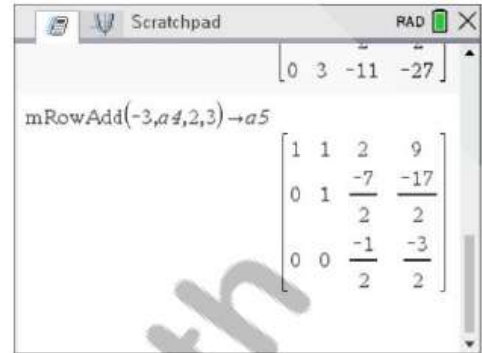 Scratchpad RAD
0 3 -11 -27
mRowAdd(-3,a4,2,3)→a5
1 1 2 9
0 1 -7/2 -17/2
0 0 -1/2 -3/2